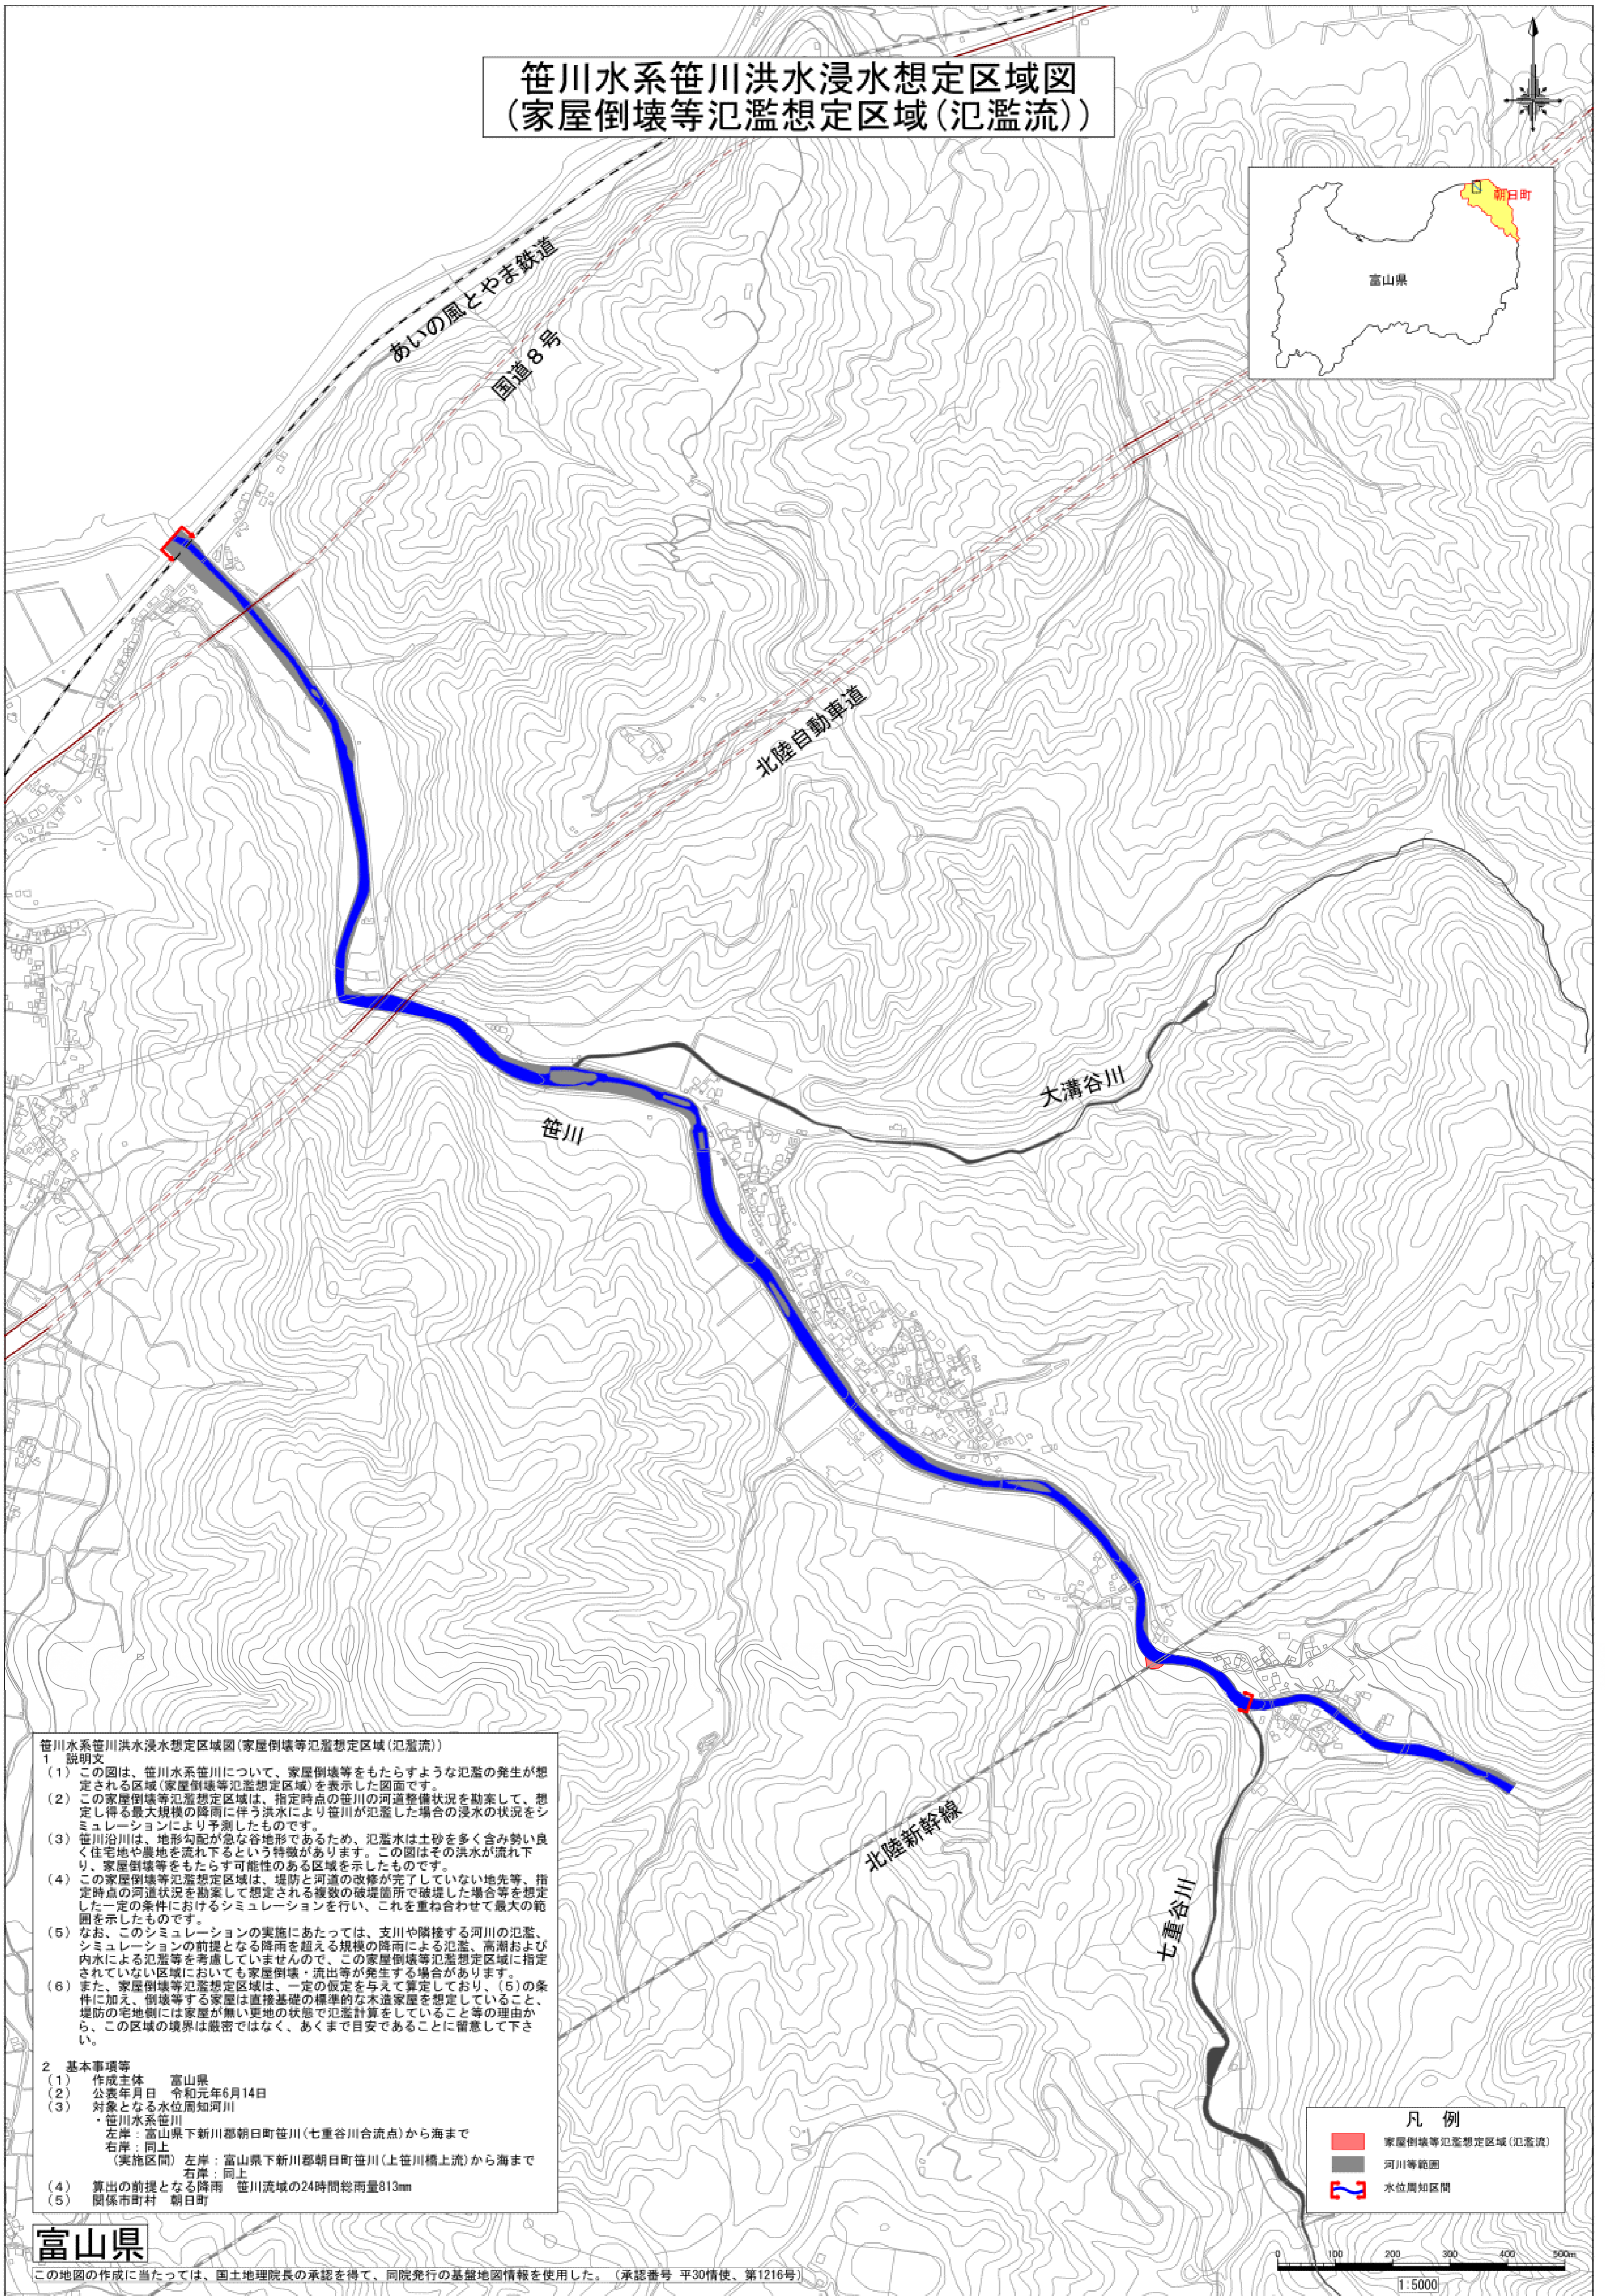 笹川水系笹川洪水浸水想定区域図
(家屋倒壊等氾濫想定区域(氾濫流))
朝日町
富山県
あいの風とやま鉄道
国道8号
北陸自動車道
大溝谷川
笹川
北陸新幹線
七重谷川
笹川水系笹川洪水浸水想定区域図(家屋倒壊等氾濫想定区域(氾濫流))
1 説明文
(1) この図は、笹川水系笹川について、家屋倒壊等をもたらすような氾濫の発生が想
定される区域(家屋倒壊等氾濫想定区域)を表示した図面です。
(2) この家屋倒壊等氾濫想定区域は、指定時点の笹川の河道整備状況を勘案して、想
定し得る最大規模の降雨に伴う洪水により笹川が氾濫した場合の浸水の状況をシ
ミュレーションにより予測したものです。
(3) 笹川沿川は、地形勾配が急な谷地形であるため、氾濫水は土砂を多く含み勢い良
く住宅地や農地を流れ下るという特徴があります。この図はその洪水が流れ下
り、家屋倒壊等をもたらす可能性のある区域を示したものです。
(4) この家屋倒壊等氾濫想定区域は、堤防と河道の改修が完了していない地先等、指
定時点の河道状況を勘案して想定される複数の破堤箇所で破堤した場合等を想定
した一定の条件におけるシミュレーションを行い、これを重ね合わせて最大の範
囲を示したものです。
(5) なお、このシミュレーションの実施にあたっては、支川や隣接する河川の氾濫、
シミュレーションの前提となる降雨を超える規模の降雨による氾濫、高潮および
内水による氾濫等を考慮していませんので、この家屋倒壊等氾濫想定区域に指定
されていない区域においても家屋倒壊・流出等が発生する場合があります。
(6) また、家屋倒壊等氾濫想定区域は、一定の仮定を与えて算定しており、(5)の条
件に加え、倒壊等する家屋は直接基礎の標準的な木造家屋を想定していること、
堤防の宅地側には家屋が無い更地の状態で氾濫計算をしていること等の理由か
ら、この区域の境界は厳密ではなく、あくまで目安であることに留意して下さ
い。
2 基本事項等
(1) 作成主体 富山県
(2) 公表年月日 令和元年6月14日
(3) 対象となる水位周知河川
・笹川水系笹川
左岸:富山県下新川郡朝日町笹川(七重谷川合流点)から海まで
右岸:同上
(実施区間) 左岸:富山県下新川郡朝日町笹川(上笹川橋上流)から海まで
右岸:同上
(4) 算出の前提となる降雨 笹川流域の24時間総雨量813mm
(5) 関係市町村 朝日町
凡例
家屋倒壊等氾濫想定区域(氾濫流)
河川等範囲
水位周知区間
富山県
0 100 200 300 400 500m
1:5000
この地図の作成に当たっては、国土地理院長の承認を得て、同院発行の基盤地図情報を使用した。(承認番号 平30情使、第1216号)